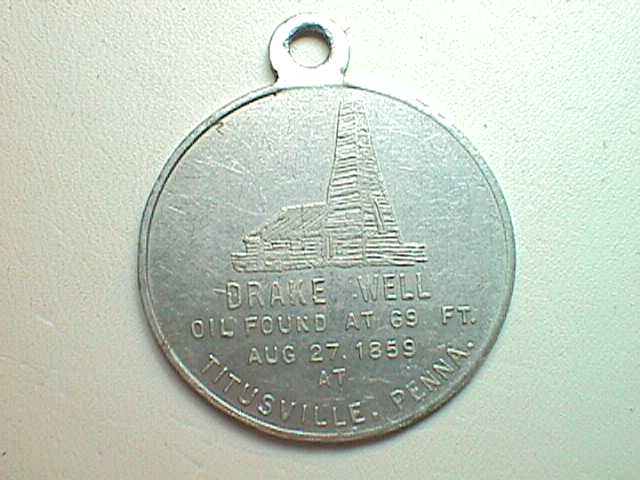 DRAKE WELL
OIL FOUND AT 69 FT.
AUG 27. 1859
AT
TITUSVILLE. PENNA.